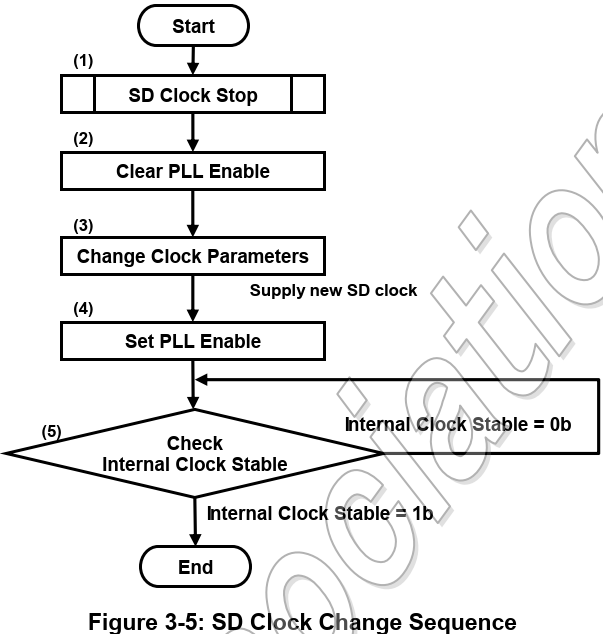 Start
(1)
SD Clock Stop
(2)
Clear PLL Enable
(3)
Change Clock Parameters
Supply new SD clock
(4)
Set PLL Enable
Internal Clock Stable = 0b
(5)
Check
Internal Clock Stable
Internal Clock Stable = 1b
End
Figure 3-5: SD Clock Change Sequence
ociation